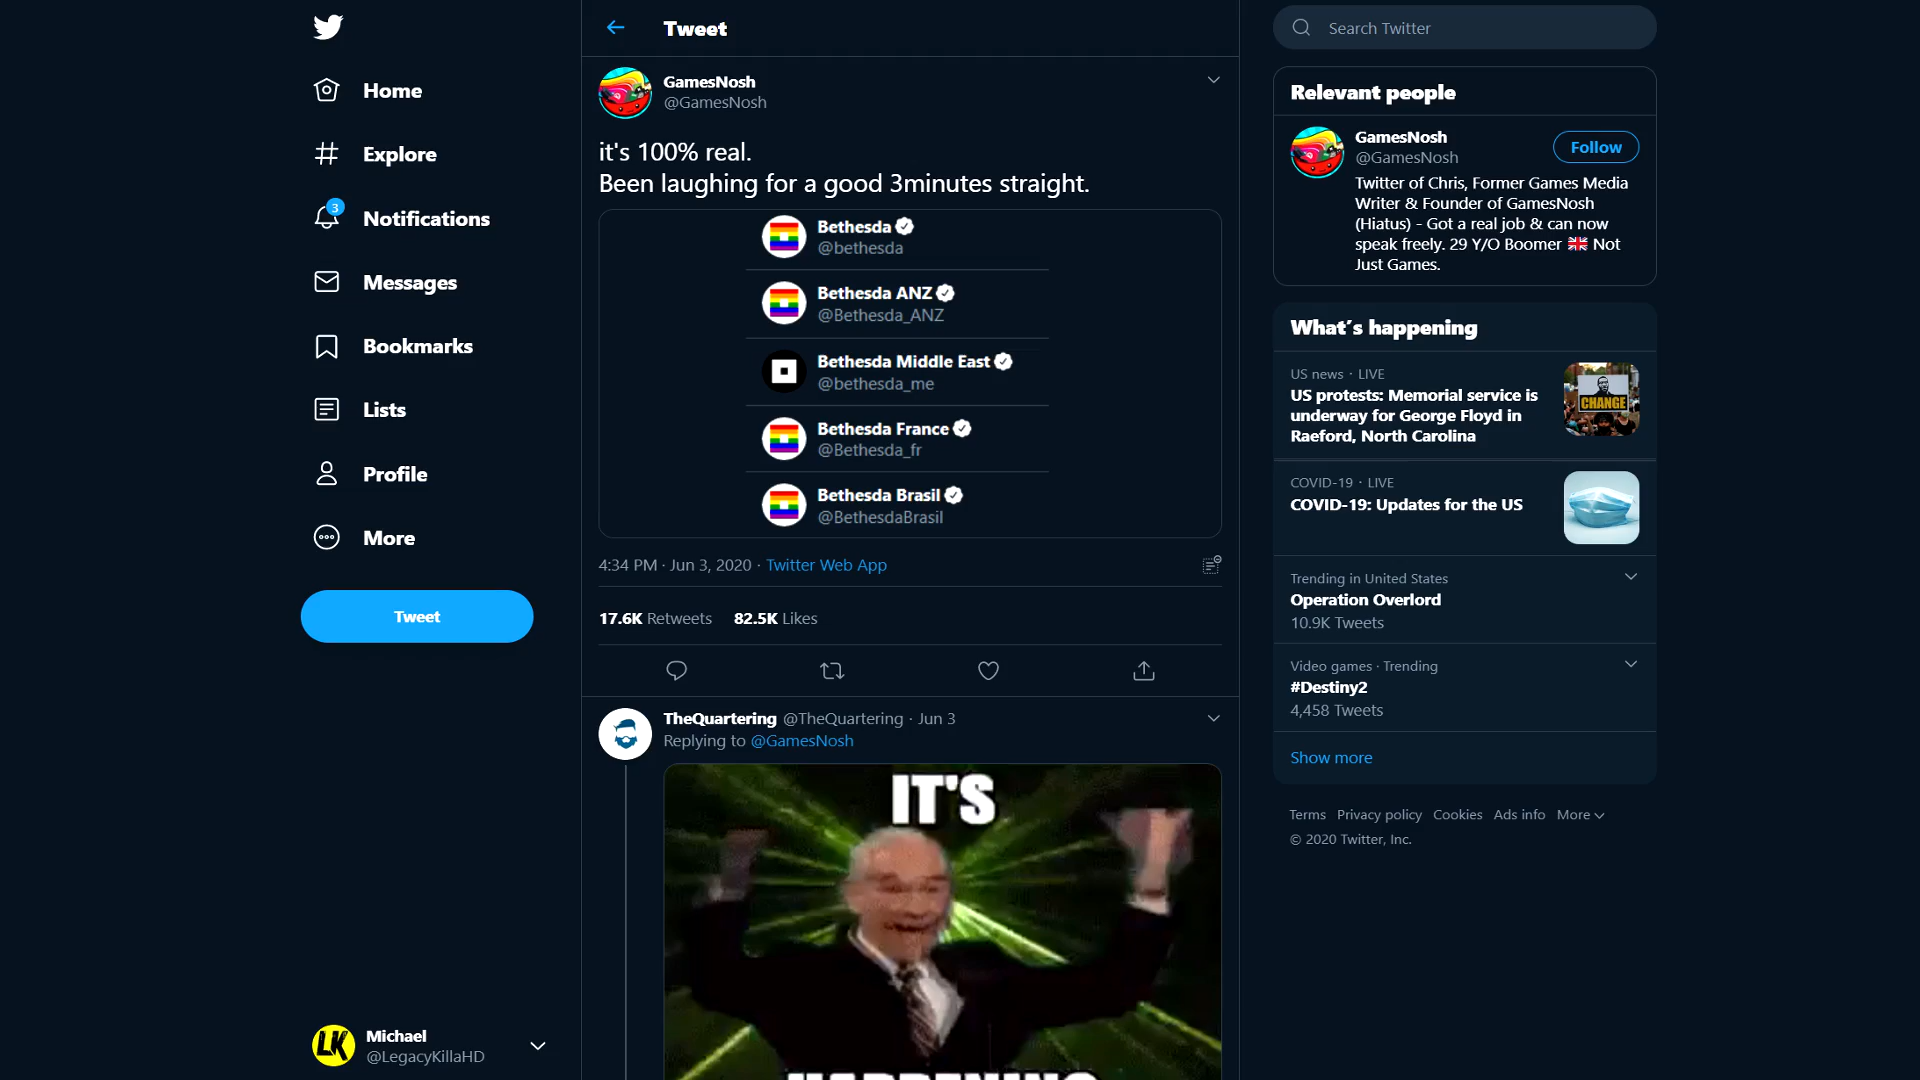 Home
Explore
3
Notifications
Messages
Bookmarks
Lists
Profile
More
Tweet
LK
Michael
@LegacyKillaHD
Tweet
GamesNosh
@GamesNosh
it's 100% real.
Been laughing for a good 3minutes straight.
Bethesda
@bethesda
Bethesda ANZ
@Bethesda_ANZ
Bethesda Middle East
@bethesda_me
Bethesda France
@Bethesda_fr
Bethesda Brasil
@BethesdaBrasil
4:34 PM · Jun 3, 2020 · Twitter Web App
17.6K Retweets 82.5K Likes
TheQuartering @TheQuartering · Jun 3
Replying to @GamesNosh
IT'S
HAPPENING
Search Twitter
Relevant people
GamesNosh
@GamesNosh
Follow
Twitter of Chris, Former Games Media
Writer & Founder of GamesNosh
(Hiatus) - Got a real job & can now
speak freely. 29 Y/O Boomer 🇬🇧 Not
Just Games.
What's happening
US news · LIVE
US protests: Memorial service is
underway for George Floyd in
Raeford, North Carolina
CHANGE
COVID-19 · LIVE
COVID-19: Updates for the US
Trending in United States
Operation Overlord
10.9K Tweets
Video games · Trending
#Destiny2
4,458 Tweets
Show more
Terms Privacy policy Cookies Ads info More
© 2020 Twitter, Inc.